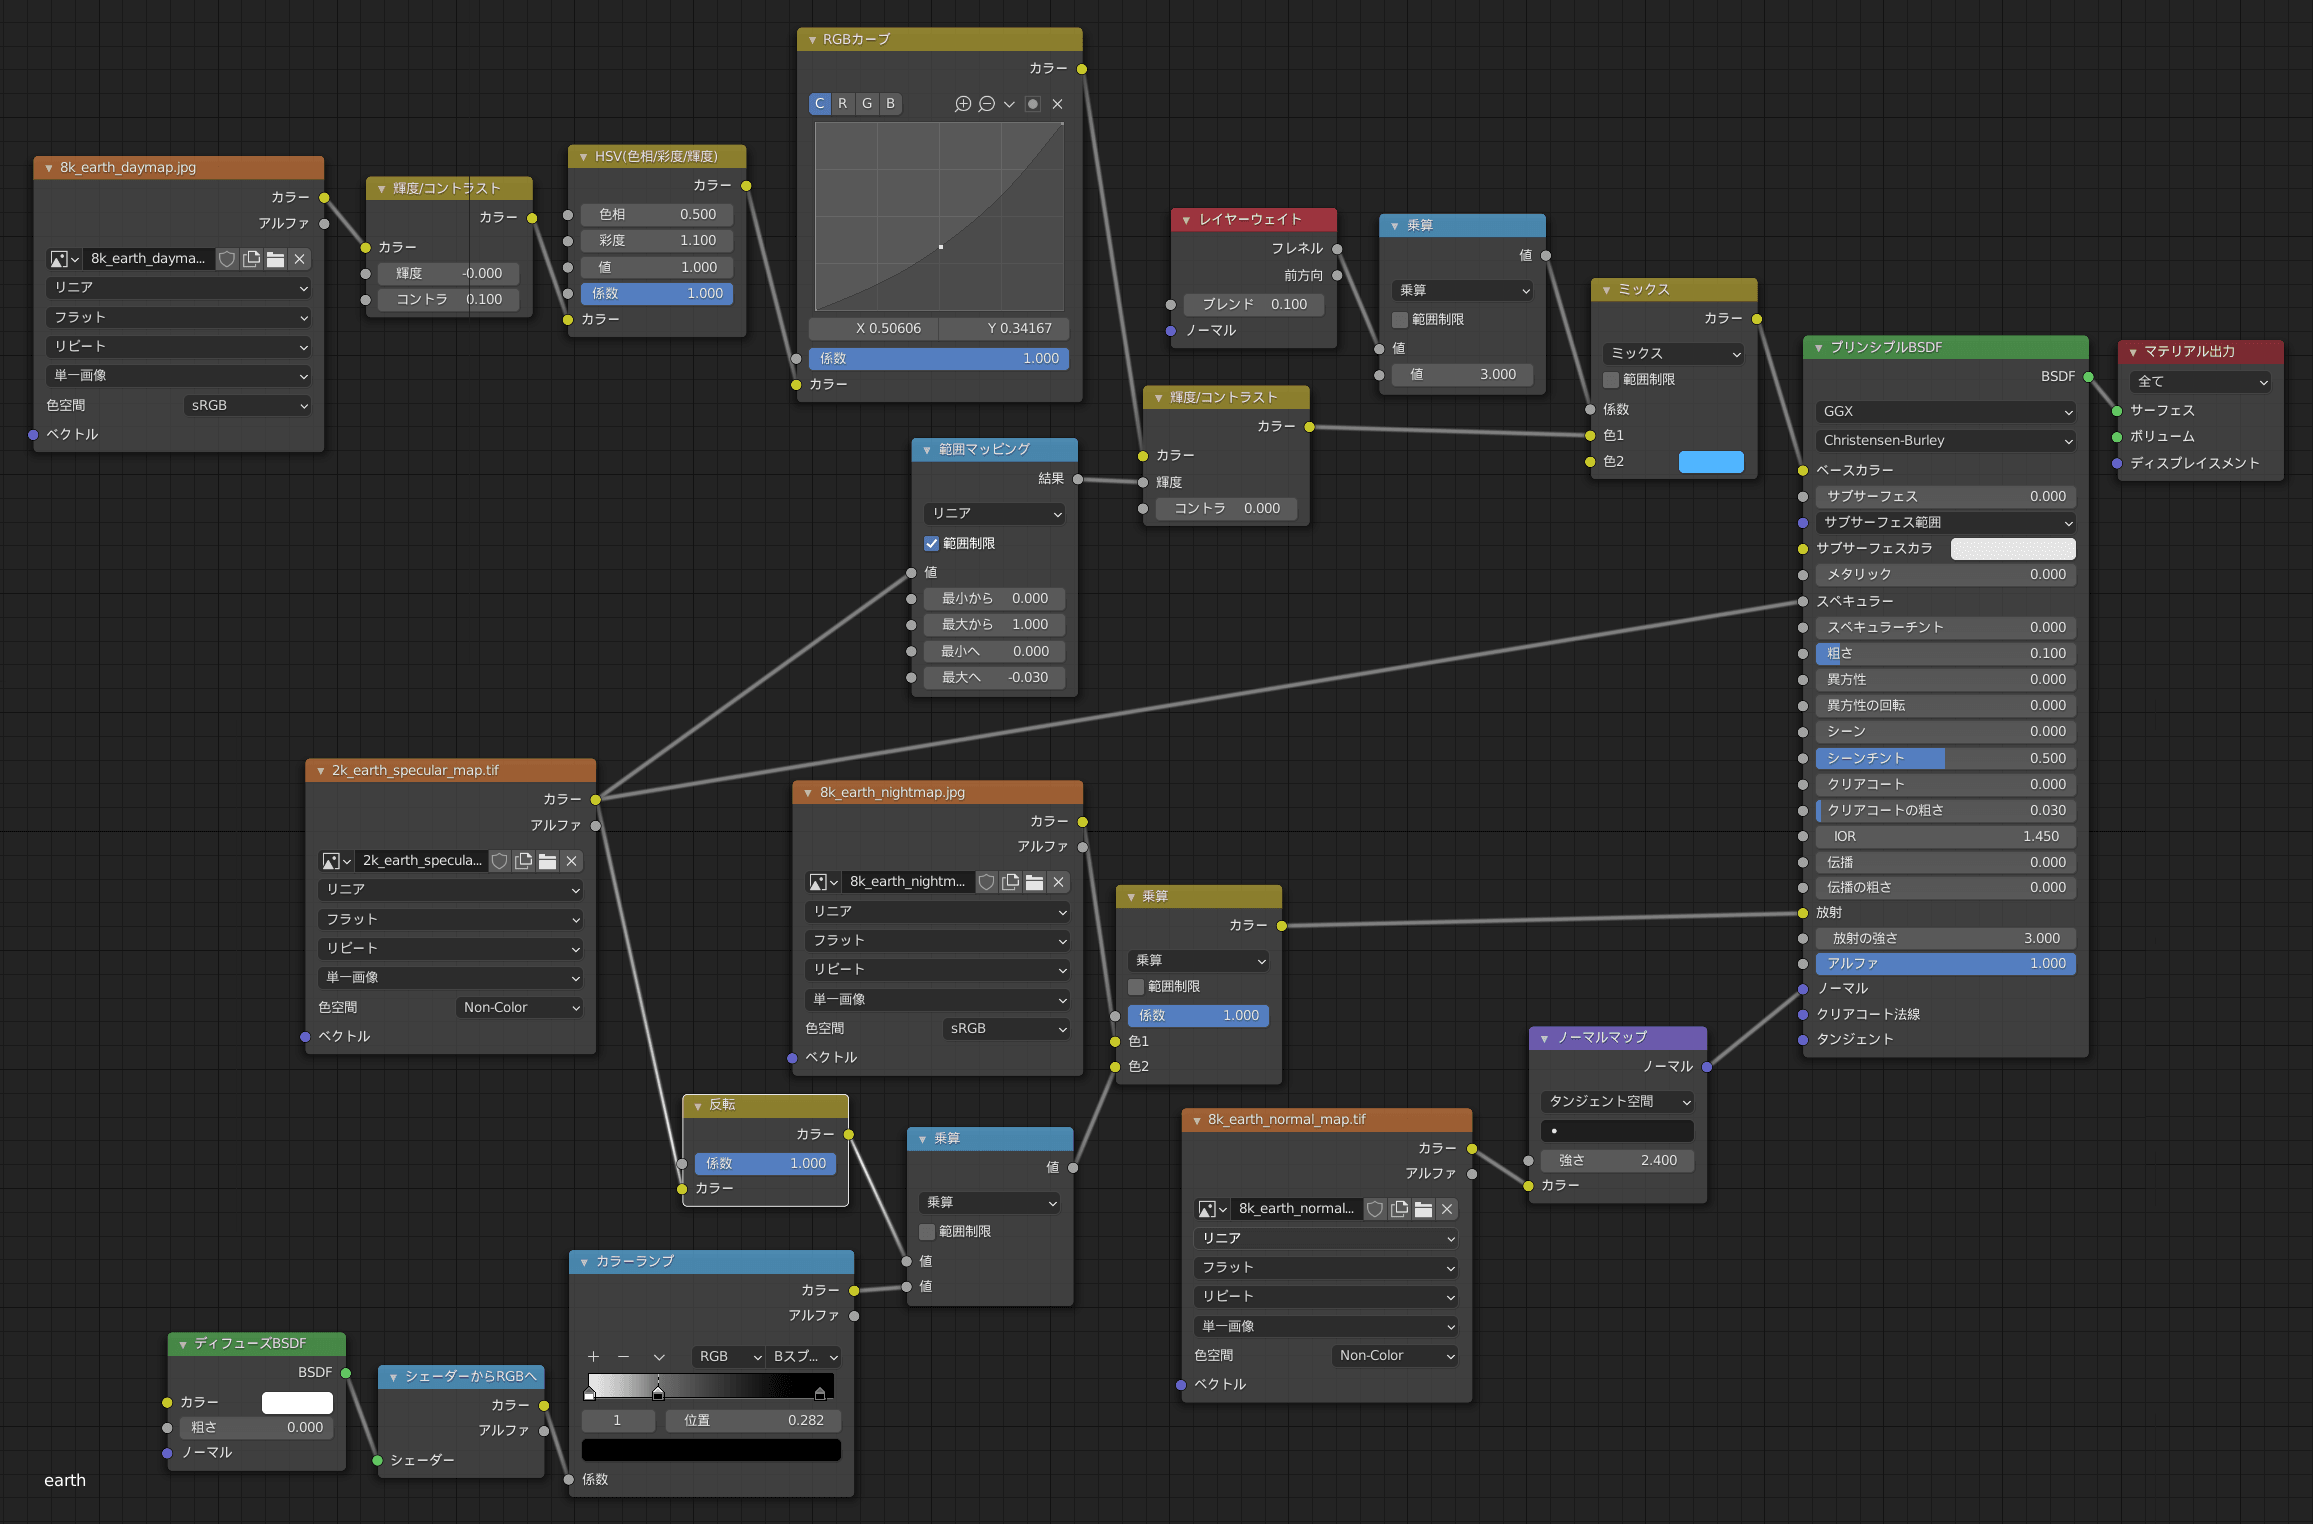 RGBカーブ
カラー
C R G B
X 0.50606 Y 0.34167
係数 1.000
カラー
8k_earth_daymap.jpg
カラー
アルファ
8k_earth_dayma...
リニア
フラット
リピート
単一画像
色空間 sRGB
ベクトル
輝度/コントラスト
カラー
カラー
輝度 -0.000
コントラ 0.100
HSV(色相/彩度/輝度)
カラー
色相 0.500
彩度 1.100
値 1.000
係数 1.000
カラー
レイヤーウェイト
フレネル
前方向
ブレンド 0.100
ノーマル
乗算
値
乗算
範囲制限
値
値 3.000
ミックス
カラー
ミックス
範囲制限
係数
色1
色2
輝度/コントラスト
カラー
カラー
輝度
コントラ 0.000
範囲マッピング
結果
リニア
範囲制限
値
最小から 0.000
最大から 1.000
最小へ 0.000
最大へ -0.030
プリンシプルBSDF
BSDF
GGX
Christensen-Burley
ベースカラー
サブサーフェス 0.000
サブサーフェス範囲
サブサーフェスカラ
メタリック 0.000
スペキュラー
スペキュラーチント 0.000
粗さ 0.100
異方性 0.000
異方性の回転 0.000
シーン 0.000
シーンチント 0.500
クリアコート 0.000
クリアコートの粗さ 0.030
IOR 1.450
伝播 0.000
伝播の粗さ 0.000
放射
放射の強さ 3.000
アルファ 1.000
ノーマル
クリアコート法線
タンジェント
マテリアル出力
全て
サーフェス
ボリューム
ディスプレイスメント
2k_earth_specular_map.tif
カラー
アルファ
2k_earth_specula...
リニア
フラット
リピート
単一画像
色空間 Non-Color
ベクトル
8k_earth_nightmap.jpg
カラー
アルファ
8k_earth_nightm...
リニア
フラット
リピート
単一画像
色空間 sRGB
ベクトル
乗算
カラー
乗算
範囲制限
係数 1.000
色1
色2
反転
カラー
係数 1.000
カラー
乗算
値
乗算
範囲制限
値
値
8k_earth_normal_map.tif
カラー
アルファ
8k_earth_normal...
リニア
フラット
リピート
単一画像
色空間 Non-Color
ベクトル
ノーマルマップ
ノーマル
タンジェント空間
強さ 2.400
カラー
カラーランプ
カラー
アルファ
RGB Bスプ...
1 位置 0.282
係数
ディフューズBSDF
BSDF
カラー
粗さ 0.000
ノーマル
シェーダーからRGBへ
カラー
アルファ
シェーダー
earth